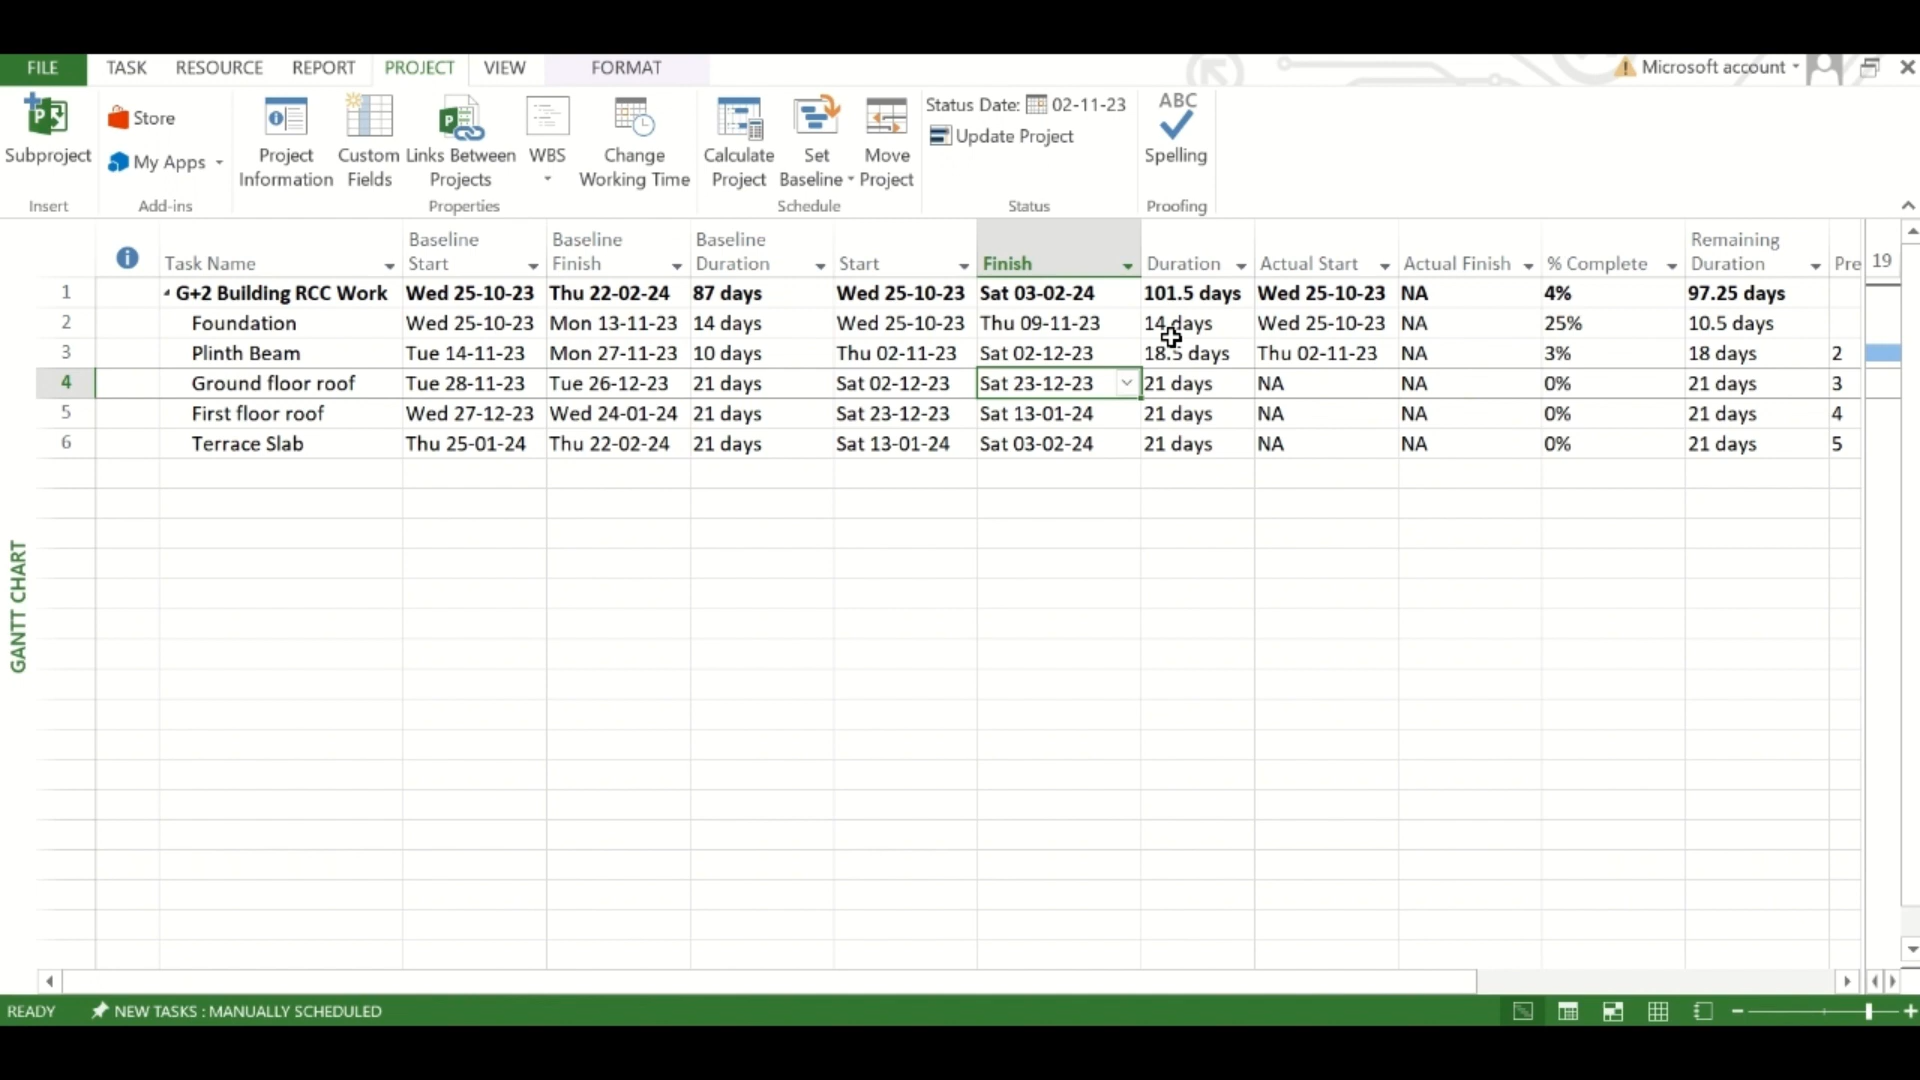 FILE TASK RESOURCE REPORT PROJECT VIEW FORMAT Microsoft account
Subproject
Store
My Apps
Project Information
Custom Fields
Links Between Projects
WBS
Change Working Time
Calculate Project
Set Baseline
Move Project
Status Date: 02-11-23
Update Project
ABC
Spelling
Insert Add-ins Properties Schedule Status Proofing
Task Name Baseline Start Baseline Finish Baseline Duration Start Finish Duration Actual Start Actual Finish % Complete Remaining Duration Pre 19
1 G+2 Building RCC Work Wed 25-10-23 Thu 22-02-24 87 days Wed 25-10-23 Sat 03-02-24 101.5 days Wed 25-10-23 NA 4% 97.25 days
2 Foundation Wed 25-10-23 Mon 13-11-23 14 days Wed 25-10-23 Thu 09-11-23 14 days Wed 25-10-23 NA 25% 10.5 days
3 Plinth Beam Tue 14-11-23 Mon 27-11-23 10 days Thu 02-11-23 Sat 02-12-23 18.5 days Thu 02-11-23 NA 3% 18 days 2
4 Ground floor roof Tue 28-11-23 Tue 26-12-23 21 days Sat 02-12-23 Sat 23-12-23 21 days NA NA 0% 21 days 3
5 First floor roof Wed 27-12-23 Wed 24-01-24 21 days Sat 23-12-23 Sat 13-01-24 21 days NA NA 0% 21 days 4
6 Terrace Slab Thu 25-01-24 Thu 22-02-24 21 days Sat 13-01-24 Sat 03-02-24 21 days NA NA 0% 21 days 5
GANTT CHART
READY NEW TASKS : MANUALLY SCHEDULED